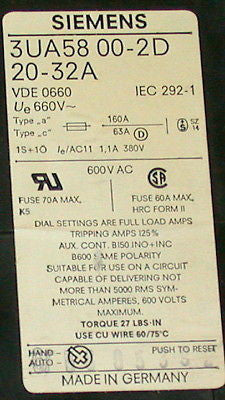 SIEMENS
3UA58 00-2D
20-32A
VDE 0660 IEC 292-1
Ue 660V~
Type „a" 160A
Type „c" 63A D SZ 14
1S+1Ö Ie/AC11 1,1A 380V
600V AC
UR SA
FUSE 70A MAX. FUSE 60A MAX.
K5 HRC FORM II
DIAL SETTINGS ARE FULL LOAD AMPS
TRIPPING AMPS 125%
AUX. CONT. B150 INO+INC
B600 SAME POLARITY
SUITABLE FOR USE ON A CIRCUIT
CAPABLE OF DELIVERING NOT
MORE THAN 5000 RMS SYM-
METRICAL AMPERES, 600 VOLTS
MAXIMUM.
TORQUE 27 LBS·IN
USE CU WIRE 60/75°C
HAND PUSH TO RESET
AUTO
MADE IN GERMANY